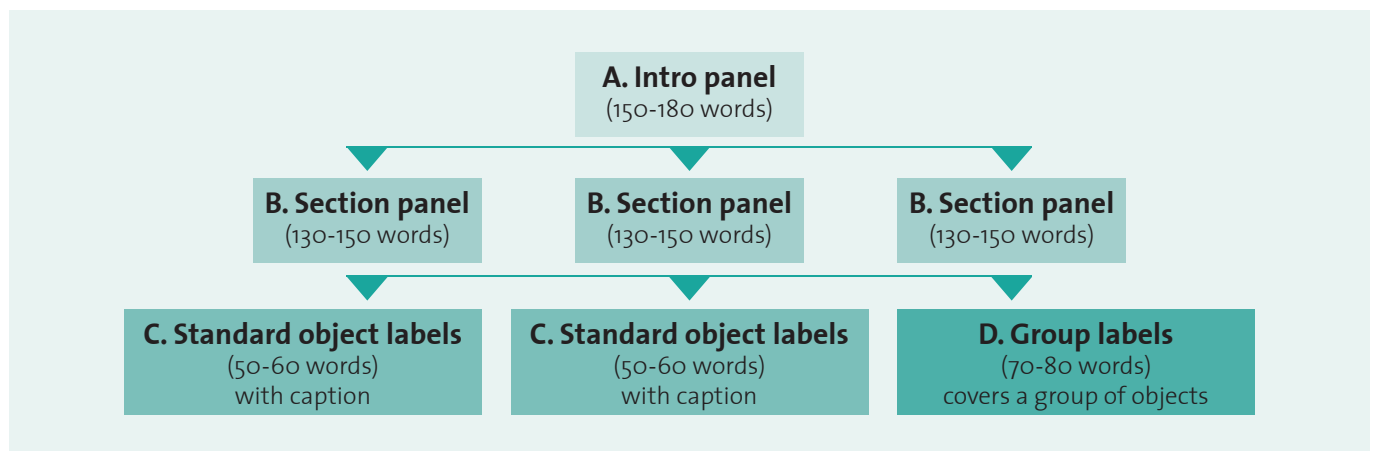 A. Intro panel
(150-180 words)
B. Section panel
(130-150 words)
B. Section panel
(130-150 words)
B. Section panel
(130-150 words)
C. Standard object labels
(50-60 words)
with caption
C. Standard object labels
(50-60 words)
with caption
D. Group labels
(70-80 words)
covers a group of objects